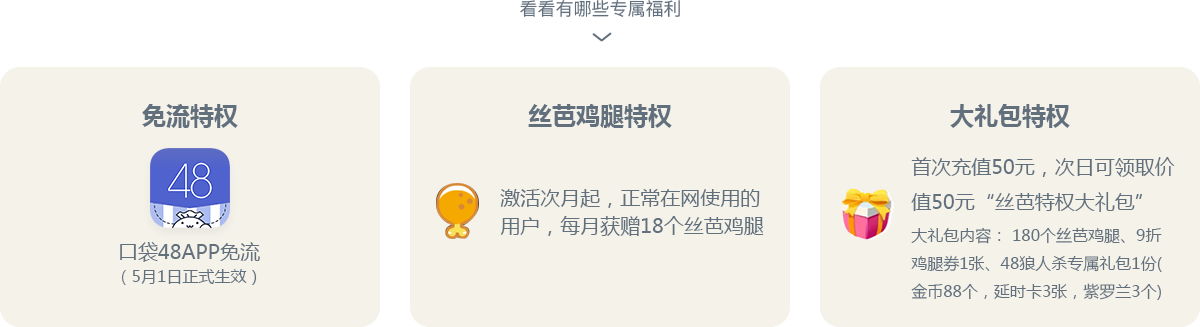 看看有哪些专属福利
免流特权
48
口袋48APP免流
（5月1日正式生效）
丝芭鸡腿特权
激活次月起，正常在网使用的
用户，每月获赠18个丝芭鸡腿
大礼包特权
首次充值50元，次日可领取价
值50元“丝芭特权大礼包”
大礼包内容： 180个丝芭鸡腿、9折
鸡腿券1张、48狼人杀专属礼包1份(
金币88个，延时卡3张，紫罗兰3个)